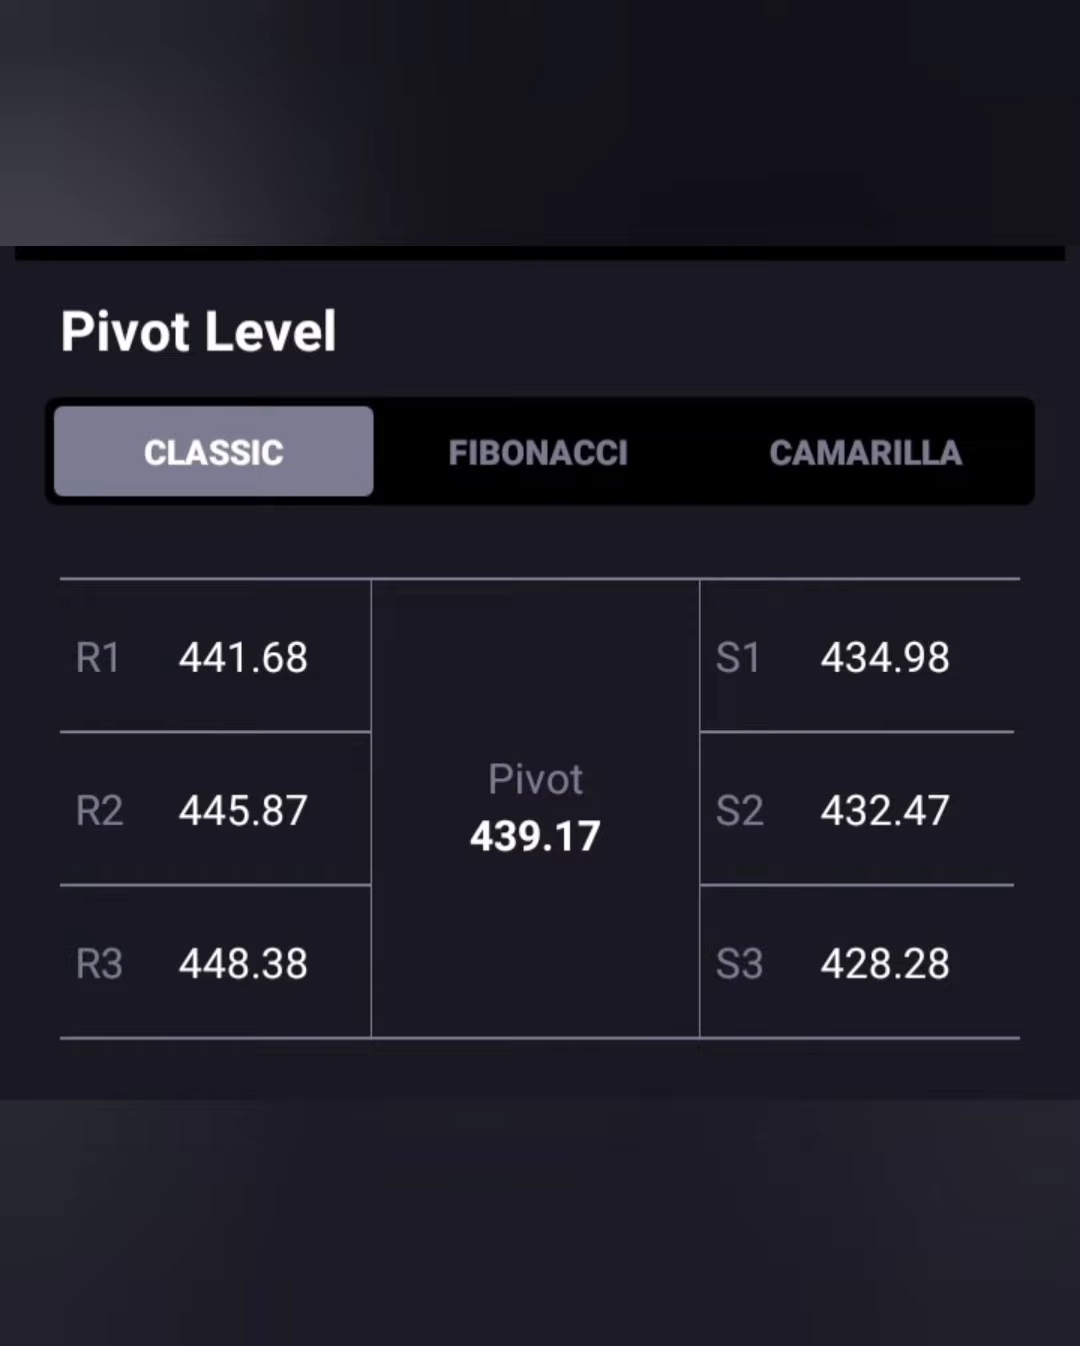 Pivot Level
CLASSIC FIBONACCI CAMARILLA
R1 441.68 S1 434.98
Pivot
R2 445.87 S2 432.47
439.17
R3 448.38 S3 428.28